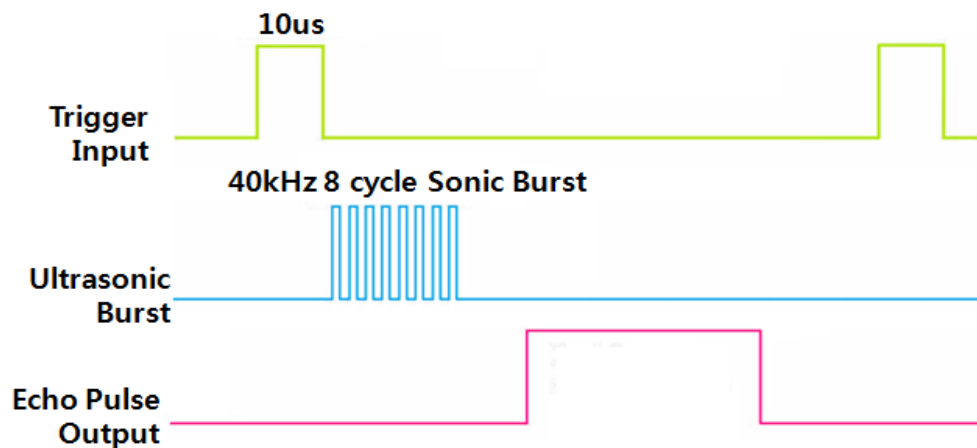 10us
Trigger
Input
40kHz 8 cycle Sonic Burst
Ultrasonic
Burst
Echo Pulse
Output